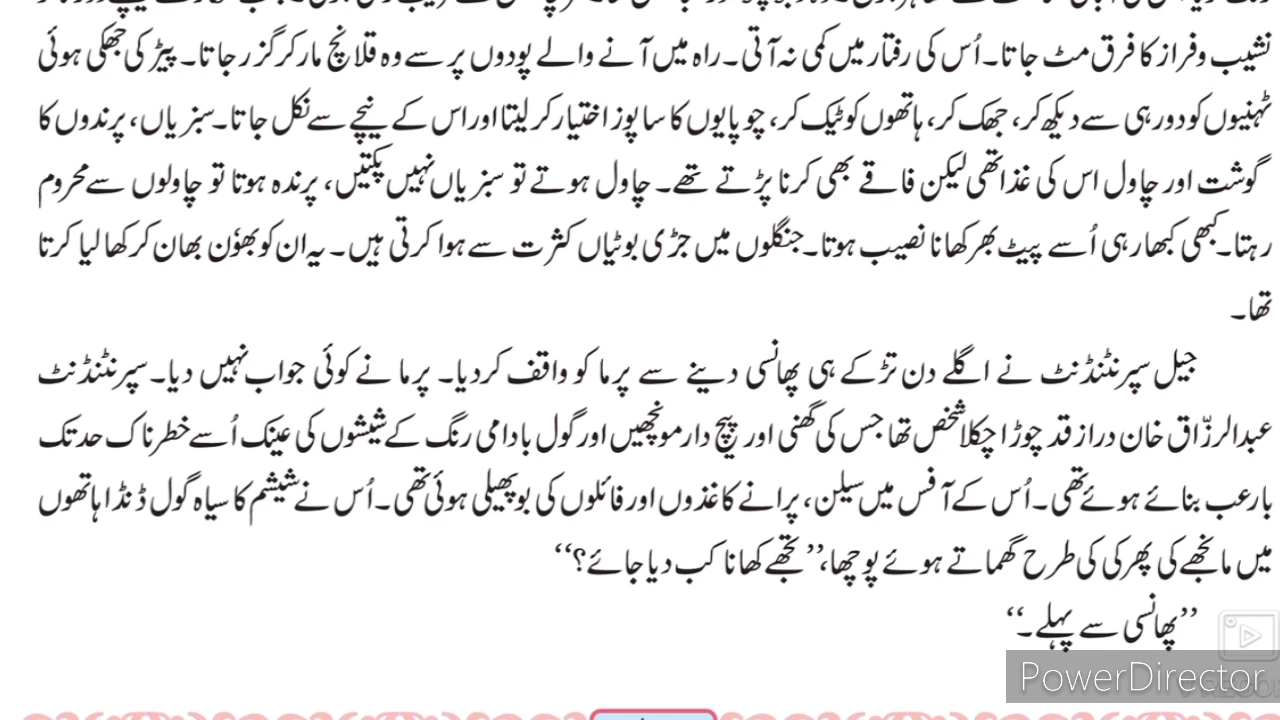 نشیب وفراز کا فرق مٹ جاتا۔ اُس کی رفتار میں کمی نہ آتی۔ راہ میں آنے والے پودوں پر سے وہ قلانچ مار کر گزر جاتا۔ پیڑ کی جھکی ہوئی
ٹہنیوں کو دور ہی سے دیکھ کر، جھک کر، ہاتھوں کو ٹیک کر، چوپایوں کا سا پوز اختیار کر لیتا اور اس کے نیچے سے نکل جاتا۔ سبزیاں، پرندوں کا
گوشت اور چاول اس کی غذا تھی لیکن فاقے بھی کرنا پڑتے تھے۔ چاول ہوتے تو سبزیاں نہیں پکتیں، پرندہ ہوتا تو چاولوں سے محروم
رہتا۔ کبھی کبھار ہی اُسے پیٹ بھر کھانا نصیب ہوتا۔ جنگلوں میں جڑی بوٹیاں کثرت سے ہوا کرتی ہیں۔ یہ ان کو بھوٗن بھان کر کھا لیا کرتا
تھا۔
جیل سپرنٹنڈنٹ نے اگلے دن تڑکے ہی پھانسی دینے سے پرما کو واقف کردیا۔ پرما نے کوئی جواب نہیں دیا۔ سپرنٹنڈنٹ
عبدالرزّاق خان دراز قد چوڑا چکلا شخص تھا جس کی گھنی اور پیچ دار مونچھیں اور گول بادامی رنگ کے شیشوں کی عینک اُسے خطرناک حد تک
بارعب بنائے ہوئے تھی۔ اُس کے آفس میں سیلن، پرانے کاغذوں اور فائلوں کی بو پھیلی ہوئی تھی۔ اُس نے شیشم کا سیاہ گول ڈنڈا ہاتھوں
میں مانجھے کی پھرکی کی طرح گھماتے ہوئے پوچھا، ’’تجھے کھانا کب دیا جائے؟‘‘
’’پھانسی سے پہلے۔‘‘
PowerDirector